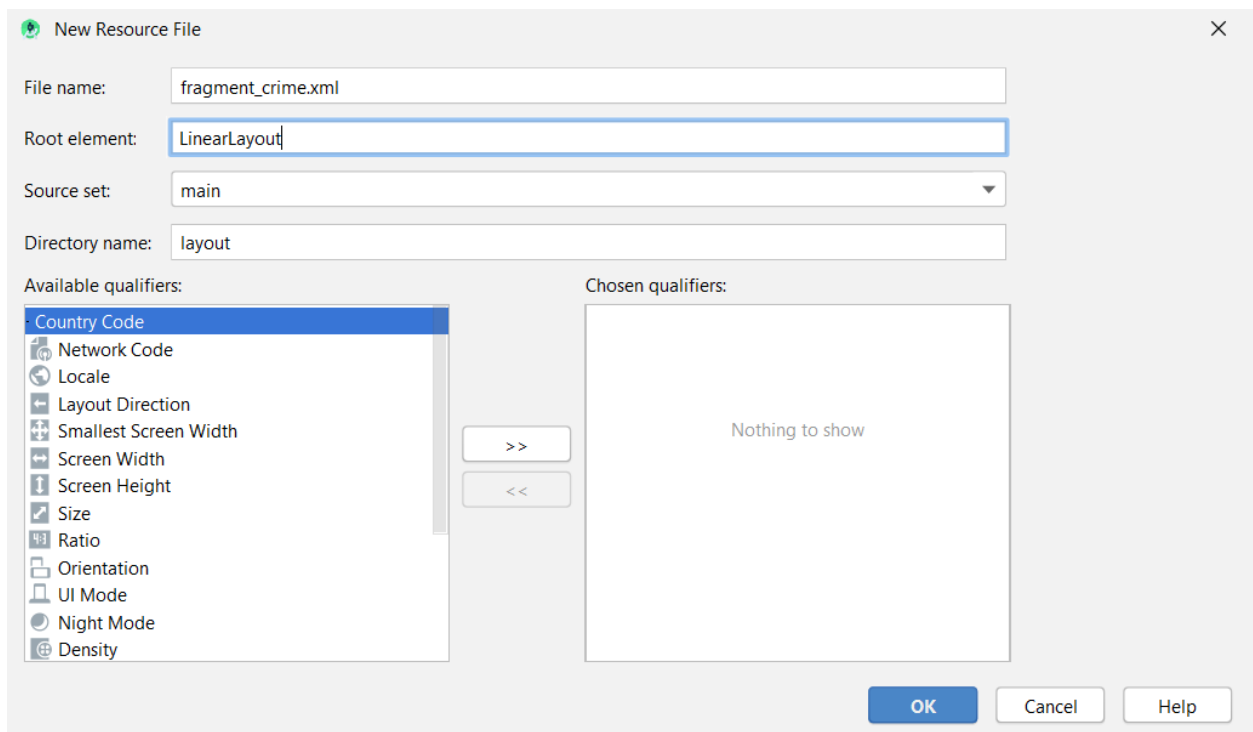 New Resource File
File name: fragment_crime.xml
Root element: LinearLayout
Source set: main
Directory name: layout
Available qualifiers:
Chosen qualifiers:
Country Code
Network Code
Locale
Layout Direction
Smallest Screen Width
Screen Width
Screen Height
Size
Ratio
Orientation
UI Mode
Night Mode
Density
>>
<<
Nothing to show
OK Cancel Help